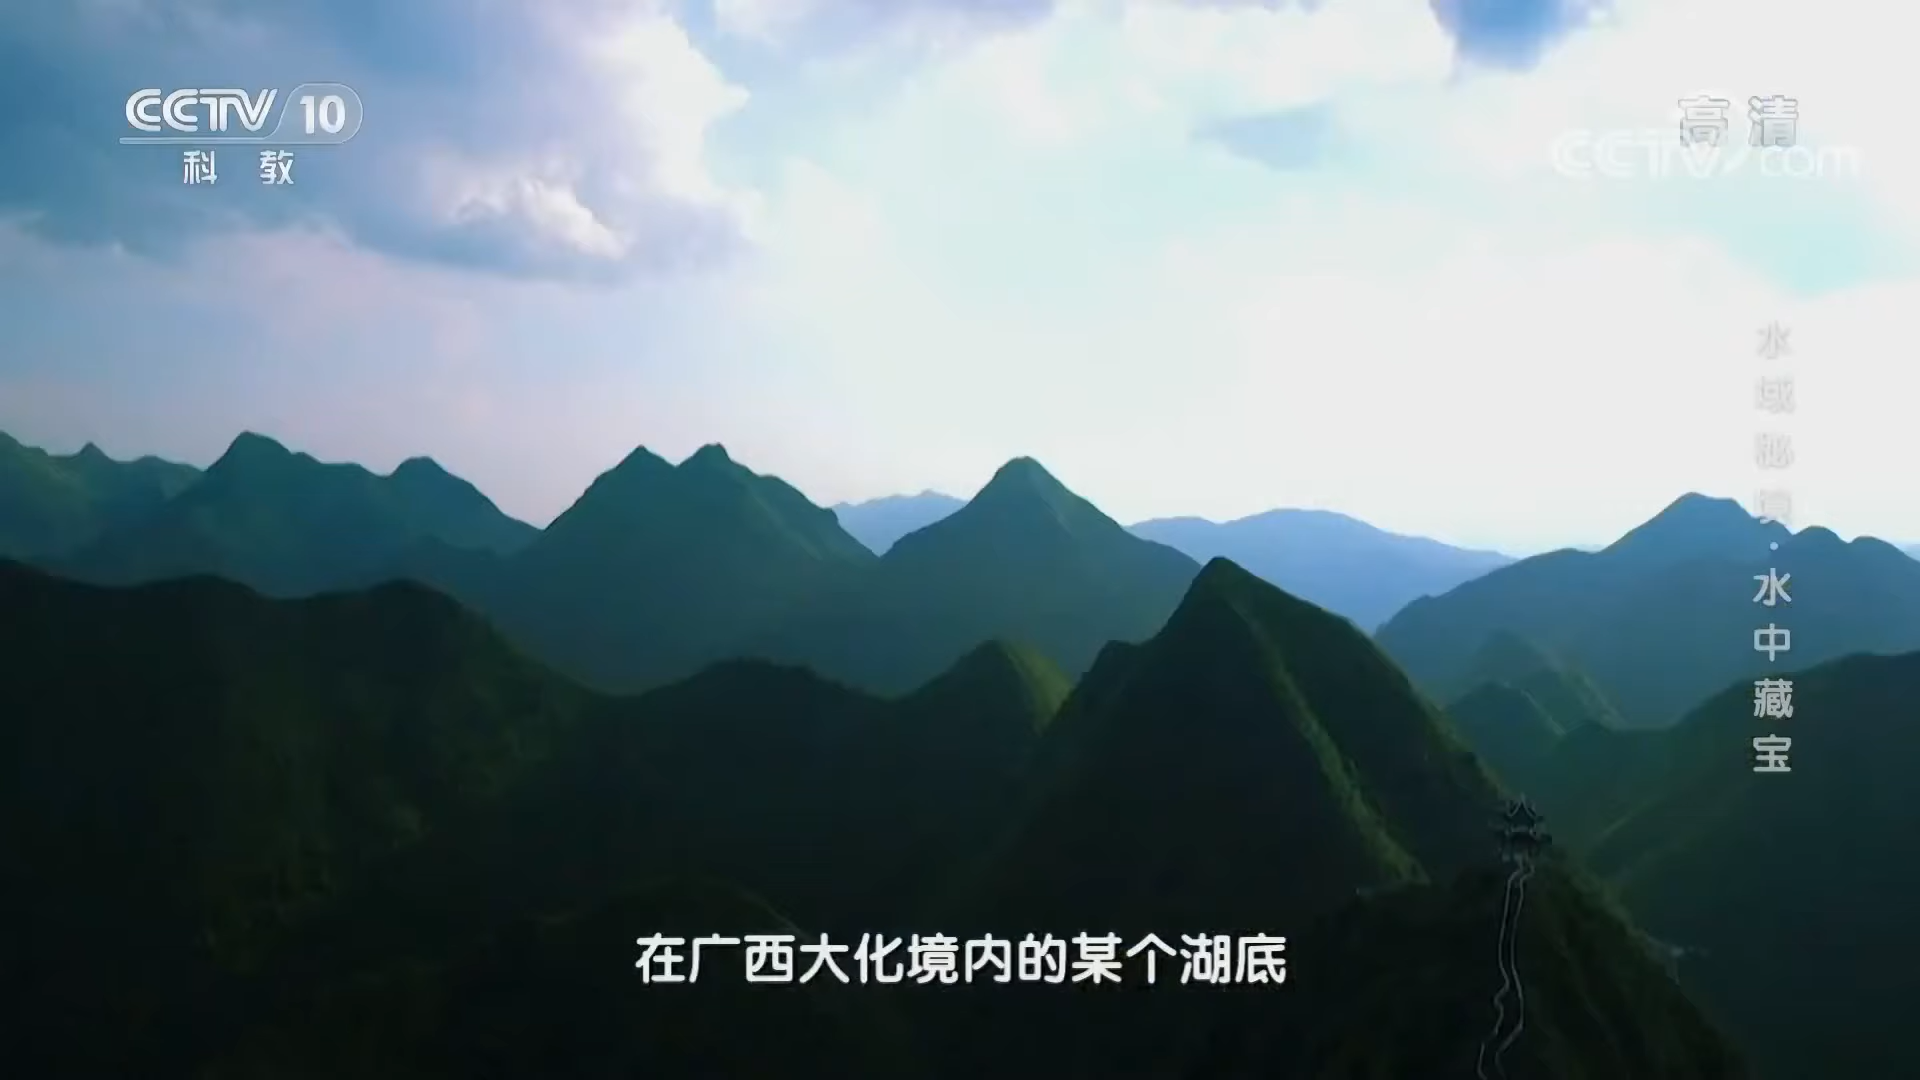 CCTV 10
科 教
高清
CCTV.com
水域秘境·水中藏宝
在广西大化境内的某个湖底